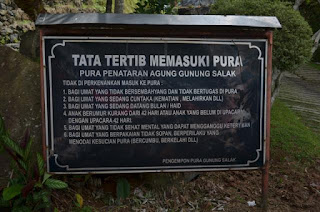 TATA TERTIB MEMASUKI PURA
PURA PENATARAN AGUNG GUNUNG SALAK
TIDAK DI PERKENANKAN MASUK KE PURA :
1. BAGI UMAT YANG TIDAK BERSEMBAHYANG DAN TIDAK BERTUGAS DI PURA
2. BAGI UMAT YANG SEDANG CUNTAKA (KEMATIAN , MELAHIRKAN DLL)
3. BAGI UMAT YANG SEDANG DATANG BULAN / HAID
4. ANAK BERUMUR KURANG DARI 42 HARI ATAU ANAK YANG BELUM DI UPACARAI
DENGAN UPACARA 42 HARI
5. BAGI UMAT YANG TIDAK SEHAT MENTAL YANG DAPAT MENGGANGGU KETERTIBAN
6. BAGI UMAT YANG BERPAKAIAN TIDAK SOPAN, BERPERILAKU YANG
MENODAI KESUCIAN PURA (BERCUMBU, BERKELAHI DLL)
PENGEMPON PURA GUNUNG SALAK